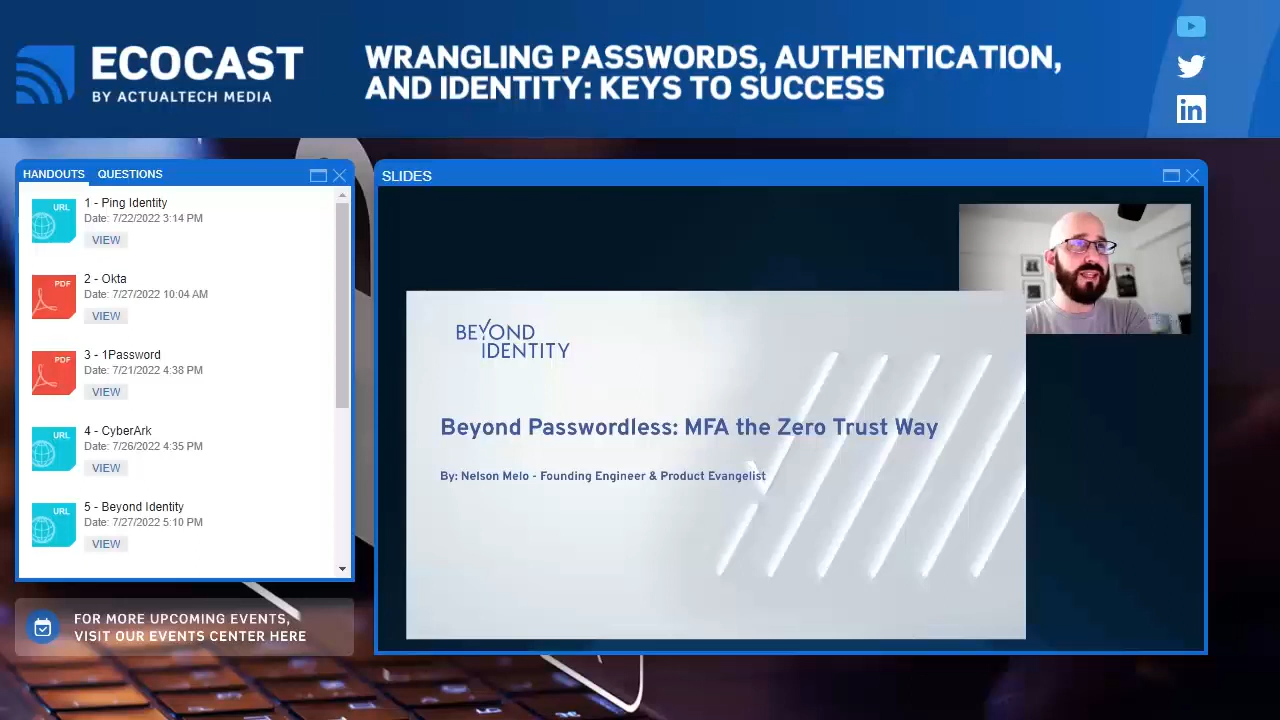 ECOCAST
BY ACTUALTECH MEDIA
WRANGLING PASSWORDS, AUTHENTICATION,
AND IDENTITY: KEYS TO SUCCESS
in
HANDOUTS QUESTIONS
URL
1 - Ping Identity
Date: 7/22/2022 3:14 PM
VIEW
PDF
2 - Okta
Date: 7/27/2022 10:04 AM
VIEW
PDF
3 - 1Password
Date: 7/21/2022 4:38 PM
VIEW
URL
4 - CyberArk
Date: 7/26/2022 4:35 PM
VIEW
URL
5 - Beyond Identity
Date: 7/27/2022 5:10 PM
VIEW
FOR MORE UPCOMING EVENTS,
VISIT OUR EVENTS CENTER HERE
SLIDES
BEYOND
IDENTITY
Beyond Passwordless: MFA the Zero Trust Way
By: Nelson Melo - Founding Engineer & Product Evangelist